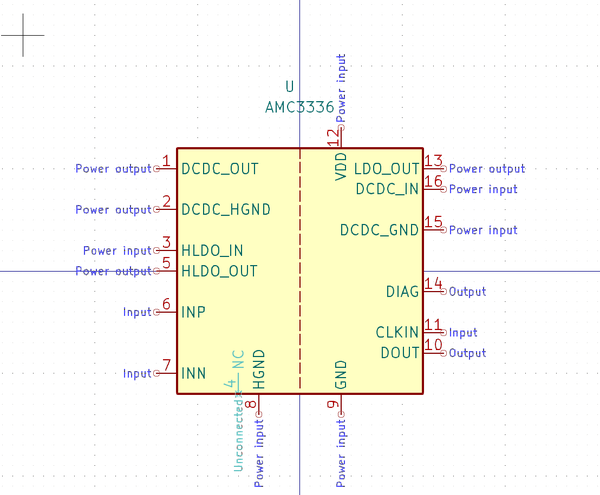 U
AMC3336
Power input
12
VDD
Power output 1 DCDC_OUT
LDO_OUT 13 Power output
DCDC_IN 16 Power input
Power output 2 DCDC_HGND
DCDC_GND 15 Power input
Power input 3 HLDO_IN
Power output 5 HLDO_OUT
DIAG 14 Output
Input 6 INP
CLKIN 11 Input
DOUT 10 Output
Input 7 INN
NC
4
Unconnected
HGND
8
Power input
GND
9
Power input